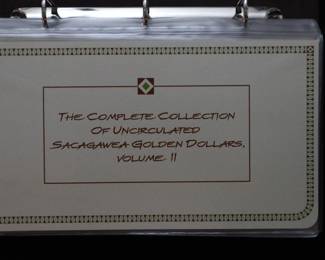 The Complete Collection
Of Uncirculated
Sacagawea Golden Dollars,
Volume II